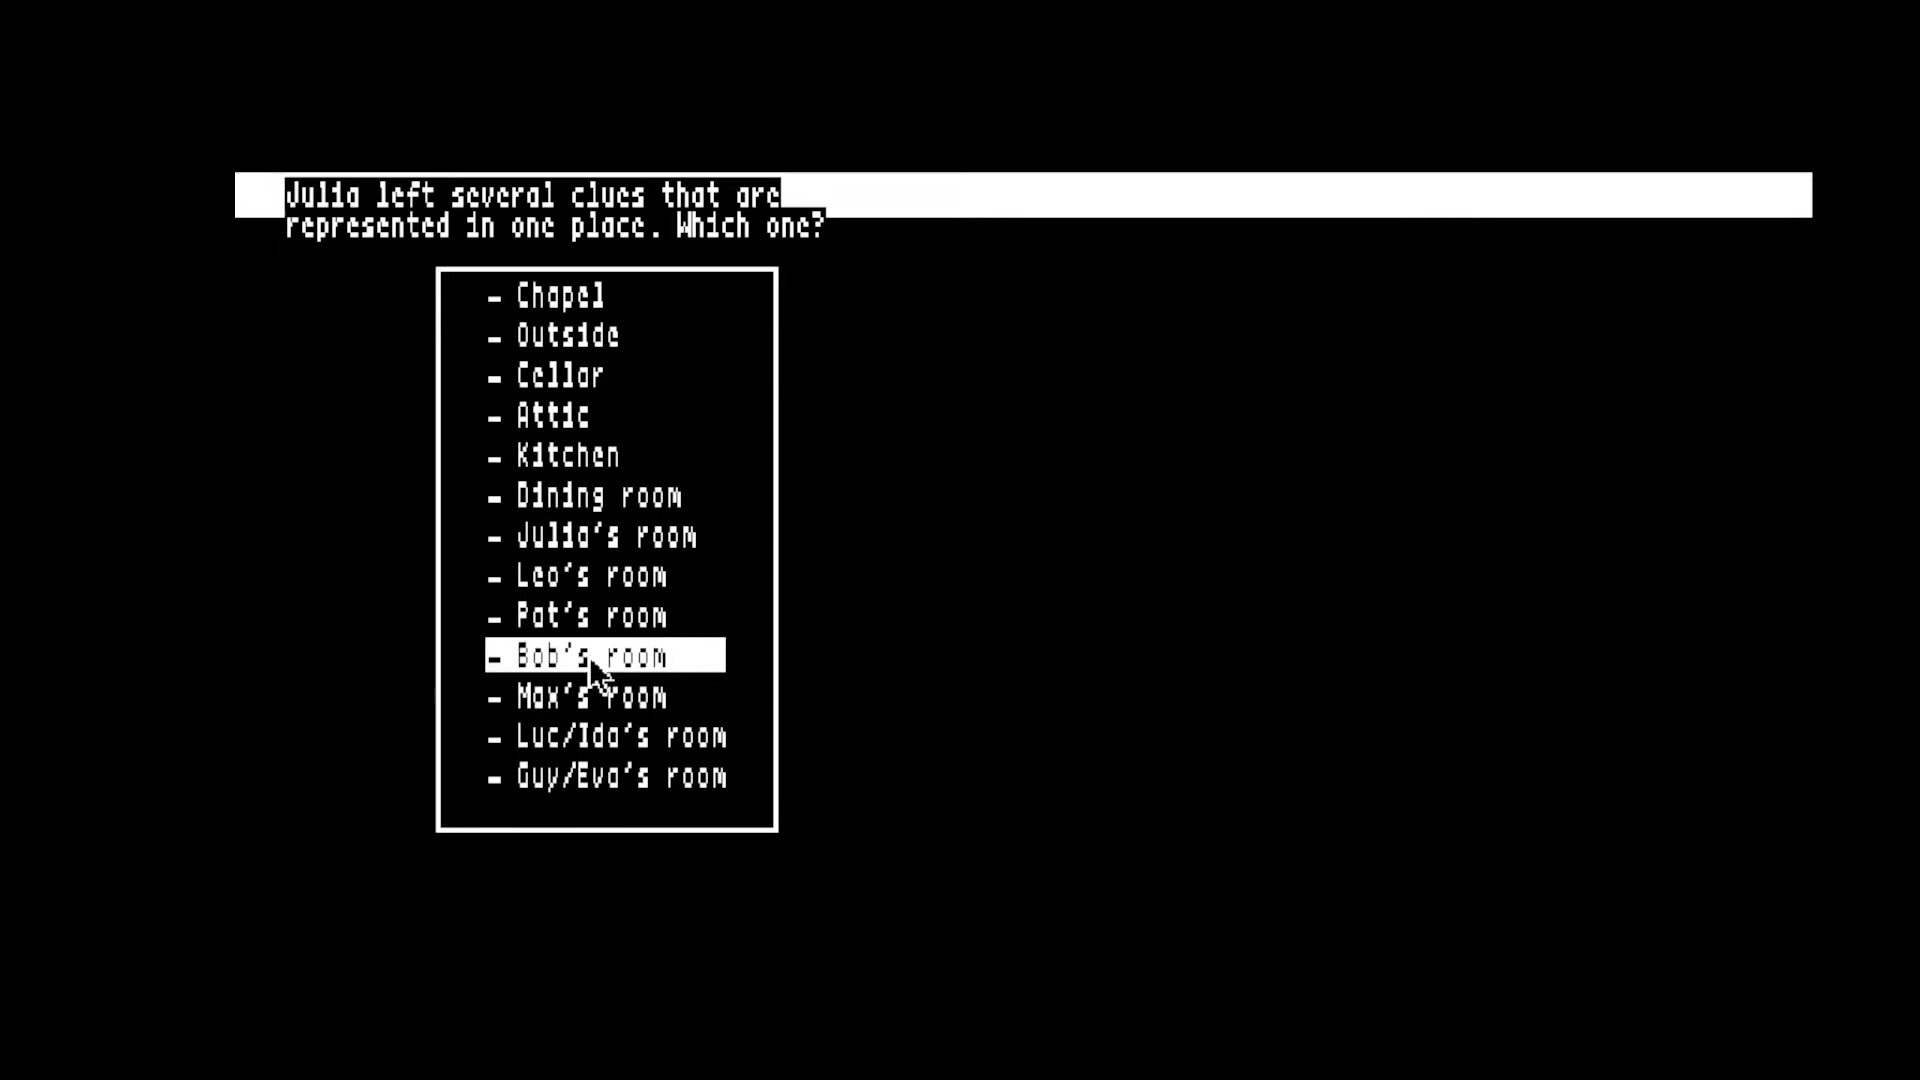 Julia left several clues that are
represented in one place. Which one?
- Chapel
- Outside
- Cellar
- Attic
- Kitchen
- Dining room
- Julia's room
- Leo's room
- Pat's room
- Bob's room
- Max's room
- Luc/Ida's room
- Guy/Eva's room